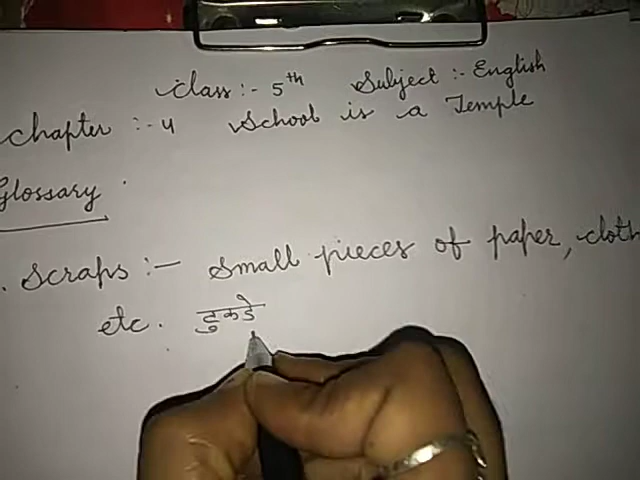 Class :- 5th Subject :- English
Chapter :- 4 School is a Temple
Glossary
. Scraps :- Small pieces of paper, cloth
etc. टुकडे